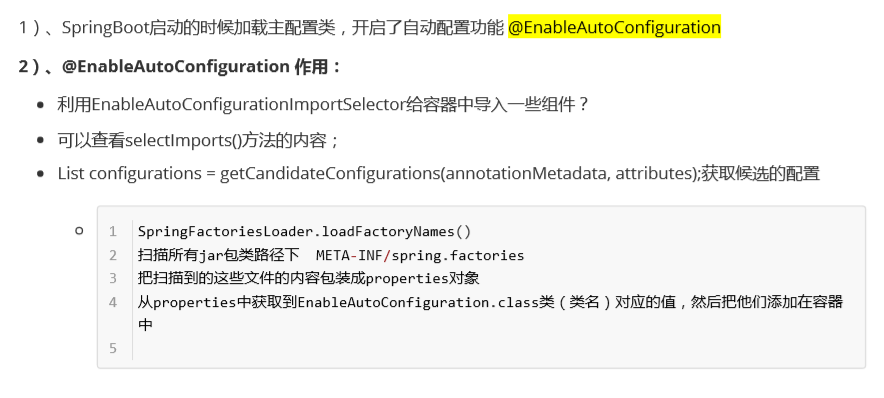 1）、SpringBoot启动的时候加载主配置类，开启了自动配置功能 @EnableAutoConfiguration
2）、@EnableAutoConfiguration 作用：
利用EnableAutoConfigurationImportSelector给容器中导入一些组件？
可以查看selectImports()方法的内容；
List configurations = getCandidateConfigurations(annotationMetadata, attributes);获取候选的配置
1 SpringFactoriesLoader.loadFactoryNames()
2 扫描所有jar包类路径下  META-INF/spring.factories
3 把扫描到的这些文件的内容包装成properties对象
4 从properties中获取到EnableAutoConfiguration.class类（类名）对应的值，然后把他们添加在容器
中
5